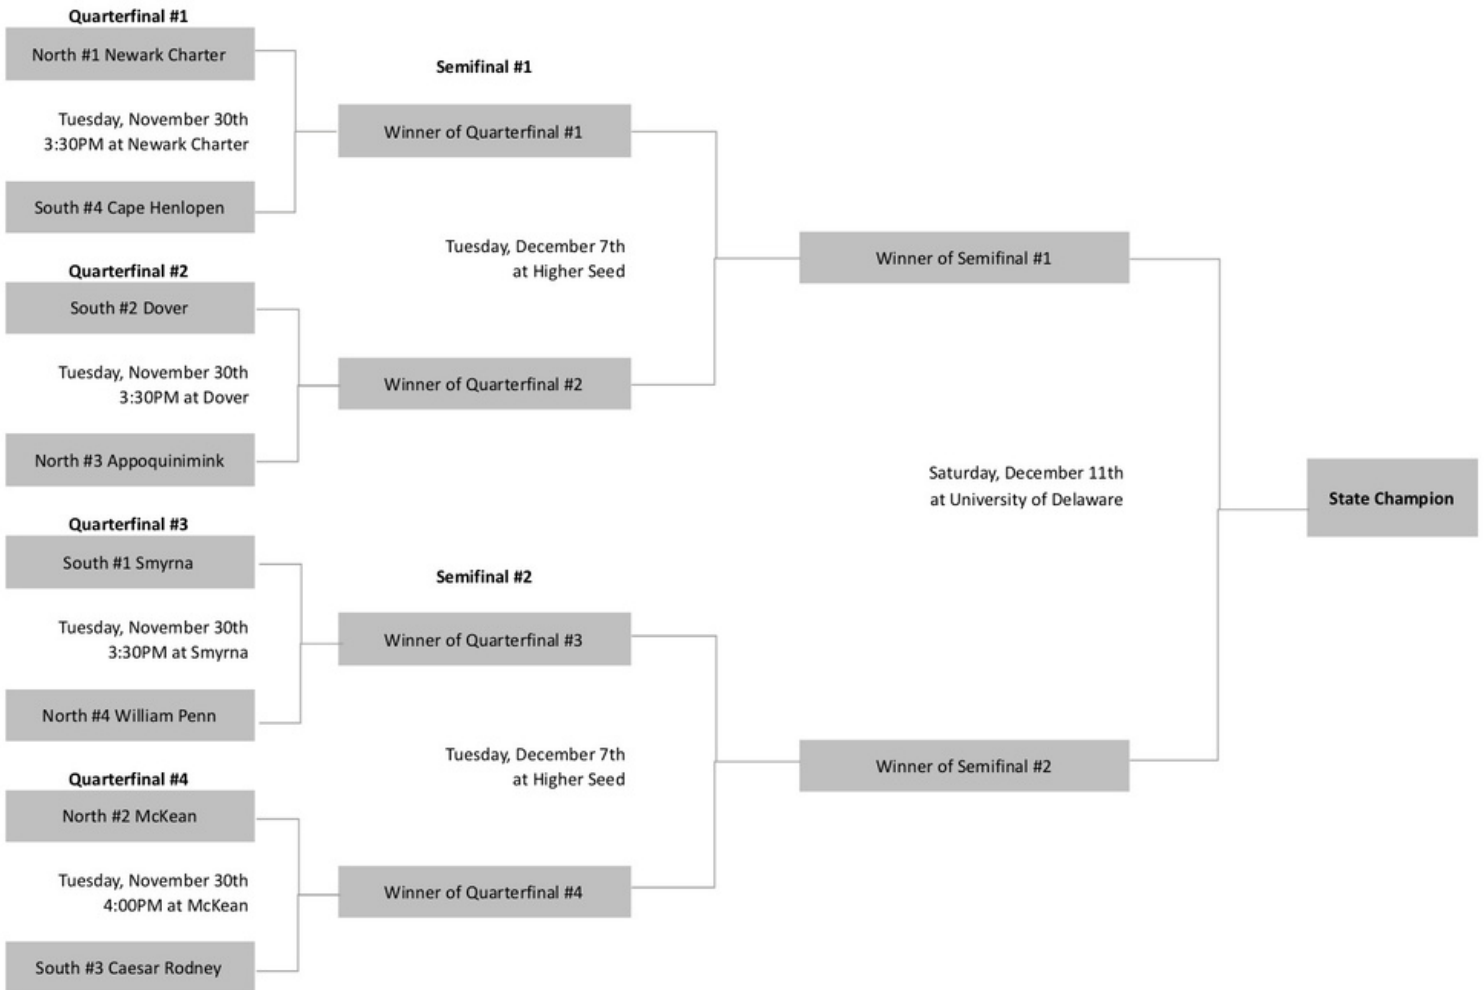 Quarterfinal #1
North #1 Newark Charter
Tuesday, November 30th
3:30PM at Newark Charter
South #4 Cape Henlopen
Quarterfinal #2
South #2 Dover
Tuesday, November 30th
3:30PM at Dover
North #3 Appoquinimink
Quarterfinal #3
South #1 Smyrna
Tuesday, November 30th
3:30PM at Smyrna
North #4 William Penn
Quarterfinal #4
North #2 McKean
Tuesday, November 30th
4:00PM at McKean
South #3 Caesar Rodney
Semifinal #1
Winner of Quarterfinal #1
Tuesday, December 7th
at Higher Seed
Winner of Quarterfinal #2
Semifinal #2
Winner of Quarterfinal #3
Tuesday, December 7th
at Higher Seed
Winner of Quarterfinal #4
Winner of Semifinal #1
Saturday, December 11th
at University of Delaware
Winner of Semifinal #2
State Champion